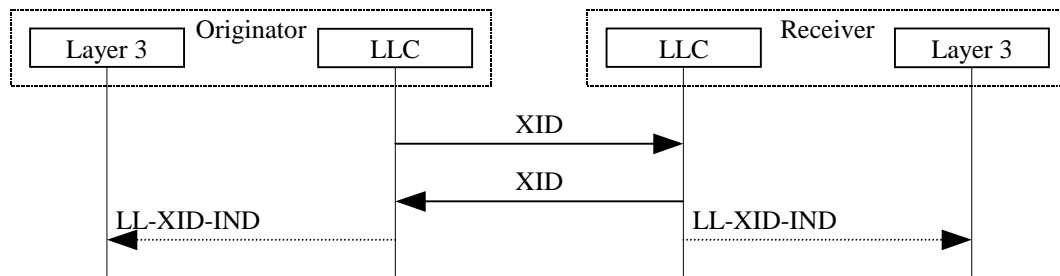 Originator
Receiver
Layer 3
LLC
LLC
Layer 3
XID
XID
LL-XID-IND
LL-XID-IND